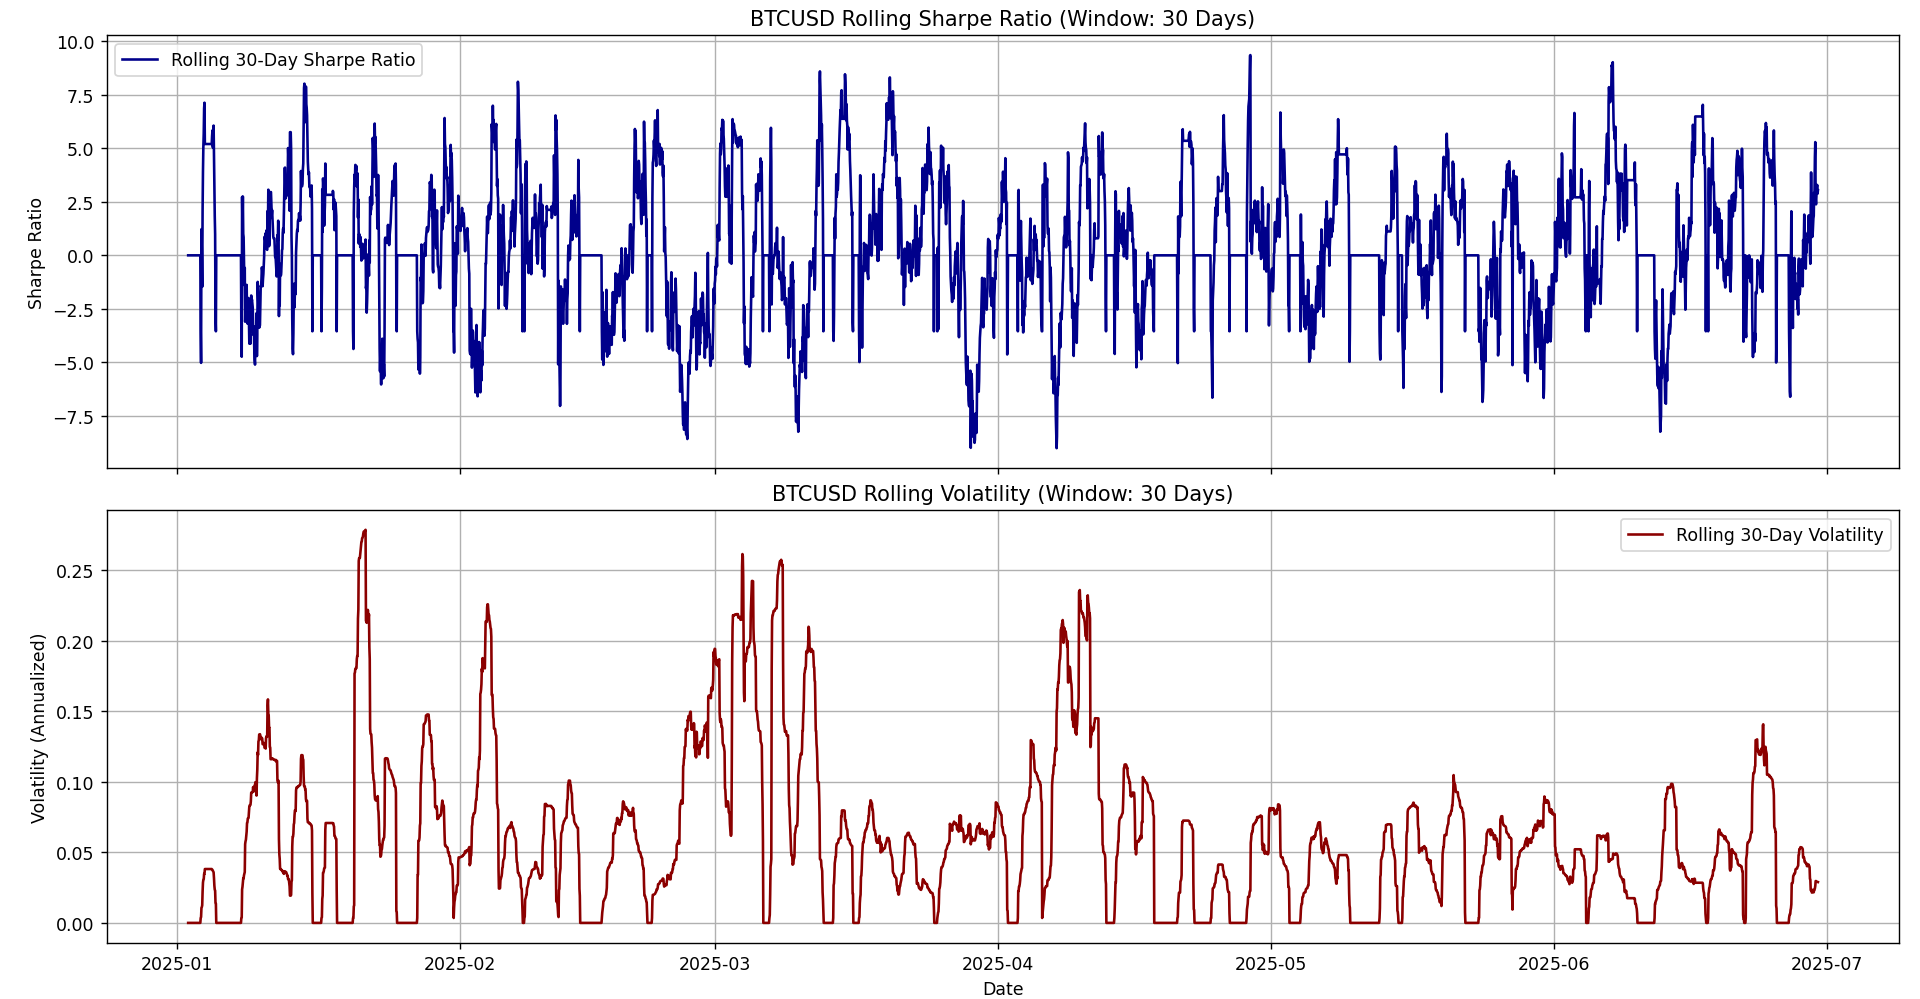 BTCUSD Rolling Sharpe Ratio (Window: 30 Days)
Rolling 30-Day Sharpe Ratio
10.0
7.5
5.0
2.5
0.0
−2.5
−5.0
−7.5
Sharpe Ratio
BTCUSD Rolling Volatility (Window: 30 Days)
Rolling 30-Day Volatility
0.25
0.20
0.15
0.10
0.05
0.00
Volatility (Annualized)
2025-01 2025-02 2025-03 2025-04 2025-05 2025-06 2025-07
Date